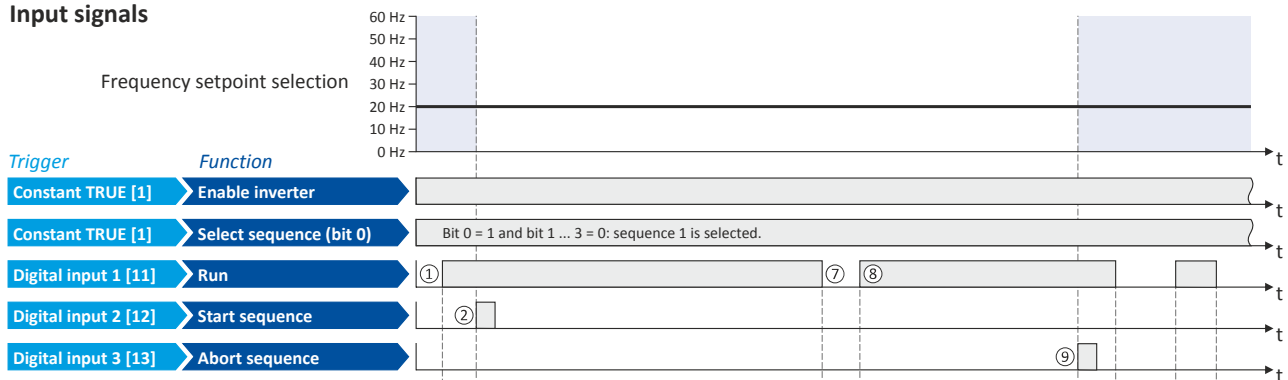 Input signals
60 Hz
50 Hz
40 Hz
Frequency setpoint selection 30 Hz
20 Hz
10 Hz
0 Hz
t
Trigger Function
Constant TRUE [1] Enable inverter
t
Constant TRUE [1] Select sequence (bit 0) Bit 0 = 1 and bit 1 ... 3 = 0: sequence 1 is selected.
t
Digital input 1 [11] Run ① ⑦ ⑧
t
Digital input 2 [12] Start sequence ②
t
Digital input 3 [13] Abort sequence ⑨
t